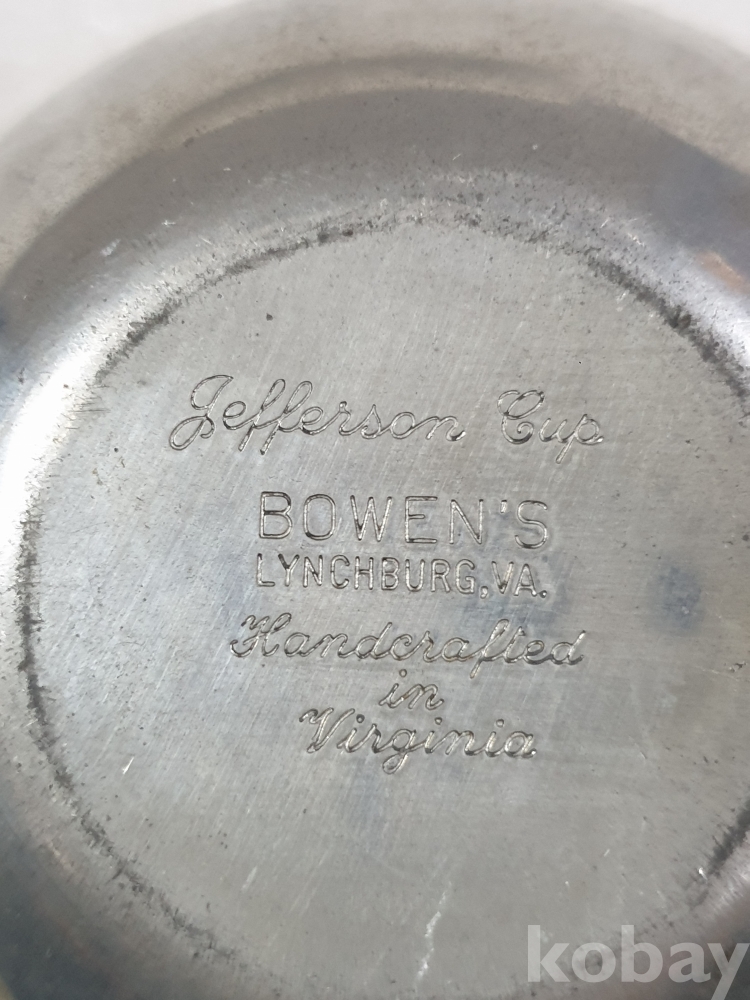 Jefferson Cup
BOWEN'S
LYNCHBURG, VA.
Handcrafted
in
Virginia
kobay